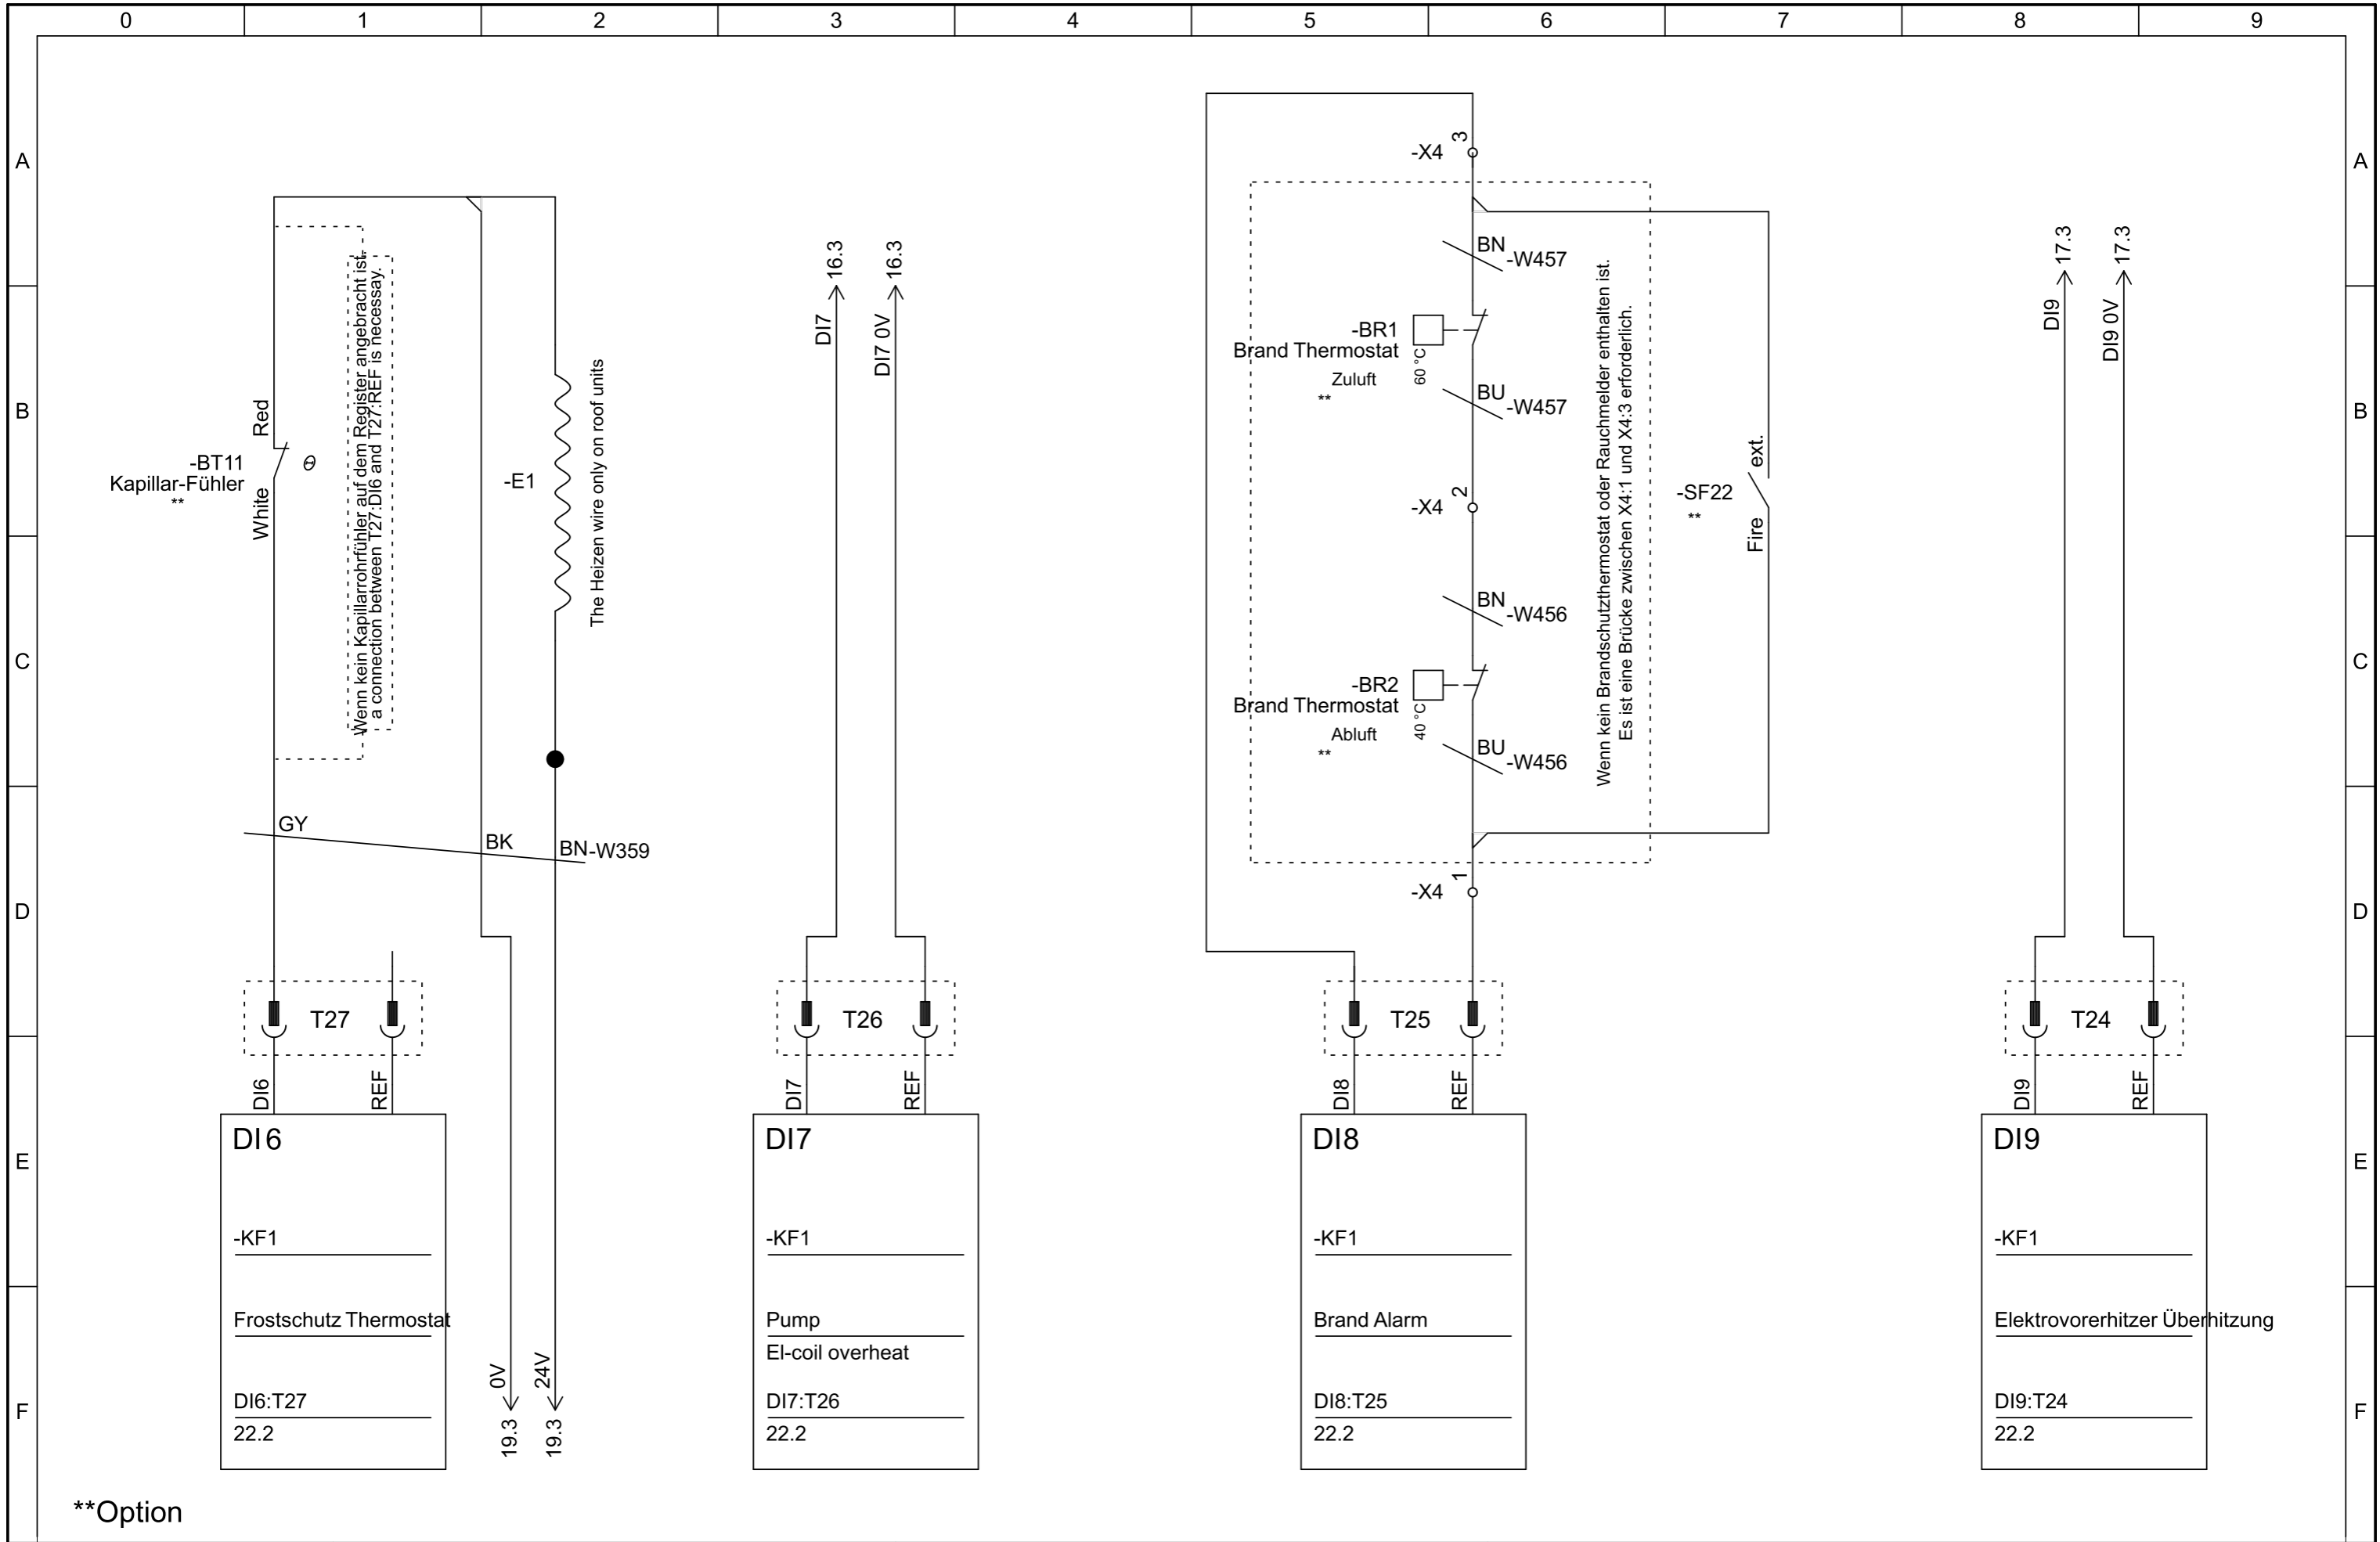 0 1 2 3 4 5 6 7 8 9
A
B
C
D
E
F
A
B
C
D
E
F
-BT11
Kapillar-Fühler
**
Red
White
θ
Wenn kein Kapillarrohrfühler auf dem Register angebracht ist.
a connection between T27:DI6 and T27:REF is necessay.
-E1
The Heizen wire only on roof units
GY
BK
BN
-W359
T27
DI6
REF
DI6
-KF1
Frostschutz Thermostat
DI6:T27
22.2
0V
19.3
24V
19.3
16.3
16.3
DI7
DI7 0V
T26
DI7
REF
DI7
-KF1
Pump
El-coil overheat
DI7:T26
22.2
-X4
3
BN
-W457
-BR1
Brand Thermostat
Zuluft
**
60 °C
BU
-W457
-X4
2
BN
-W456
-BR2
Brand Thermostat
Abluft
**
40 °C
BU
-W456
-X4
1
Wenn kein Brandschutzthermostat oder Rauchmelder enthalten ist.
Es ist eine Brücke zwischen X4:1 und X4:3 erforderlich.
-SF22
**
ext.
Fire
T25
DI8
REF
DI8
-KF1
Brand Alarm
DI8:T25
22.2
17.3
17.3
DI9
DI9 0V
T24
DI9
REF
DI9
-KF1
Elektrovorerhitzer Überhitzung
DI9:T24
22.2
**Option